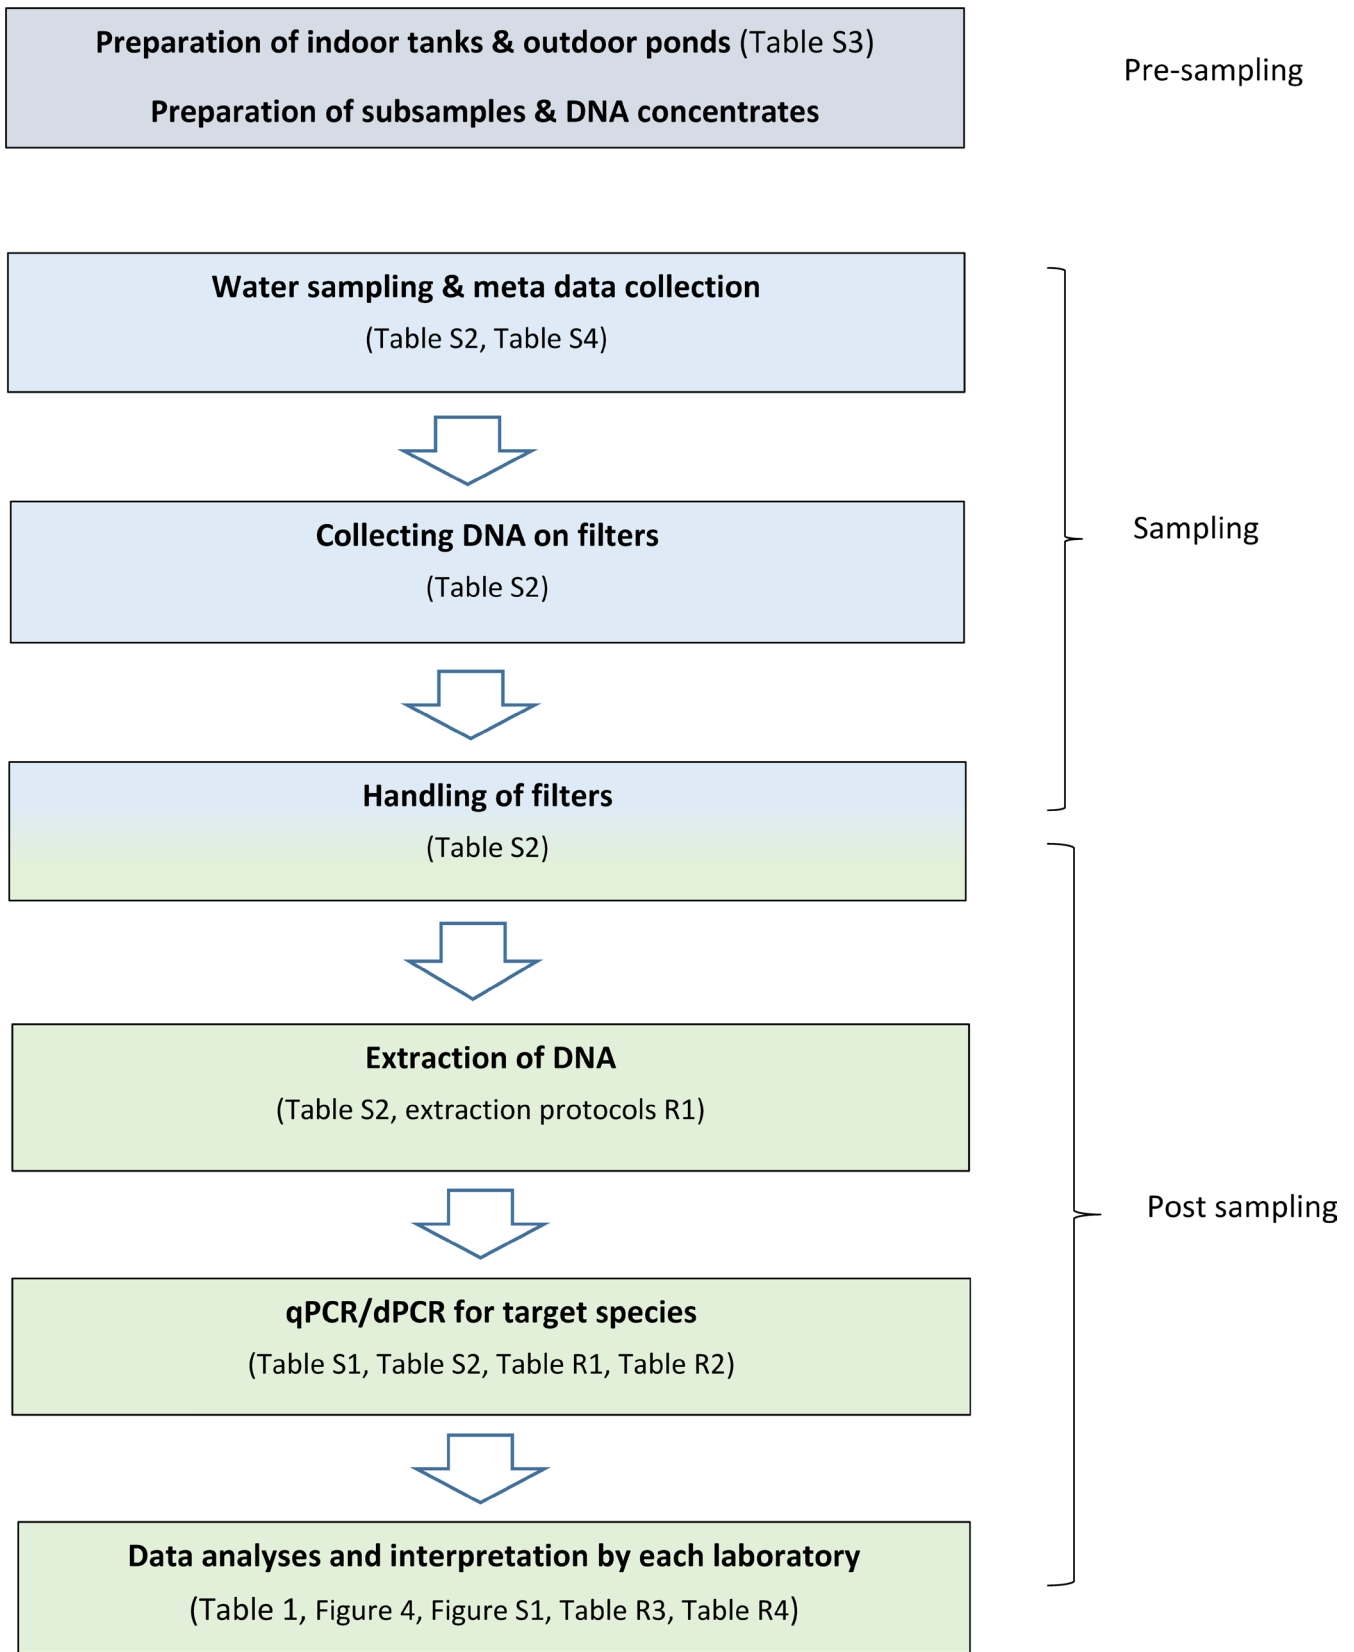 Preparation of indoor tanks & outdoor ponds (Table S3)
Preparation of subsamples & DNA concentrates
Pre-sampling
Water sampling & meta data collection
(Table S2, Table S4)
Collecting DNA on filters
(Table S2)
Sampling
Handling of filters
(Table S2)
Extraction of DNA
(Table S2, extraction protocols R1)
Post sampling
qPCR/dPCR for target species
(Table S1, Table S2, Table R1, Table R2)
Data analyses and interpretation by each laboratory
(Table 1, Figure 4, Figure S1, Table R3, Table R4)